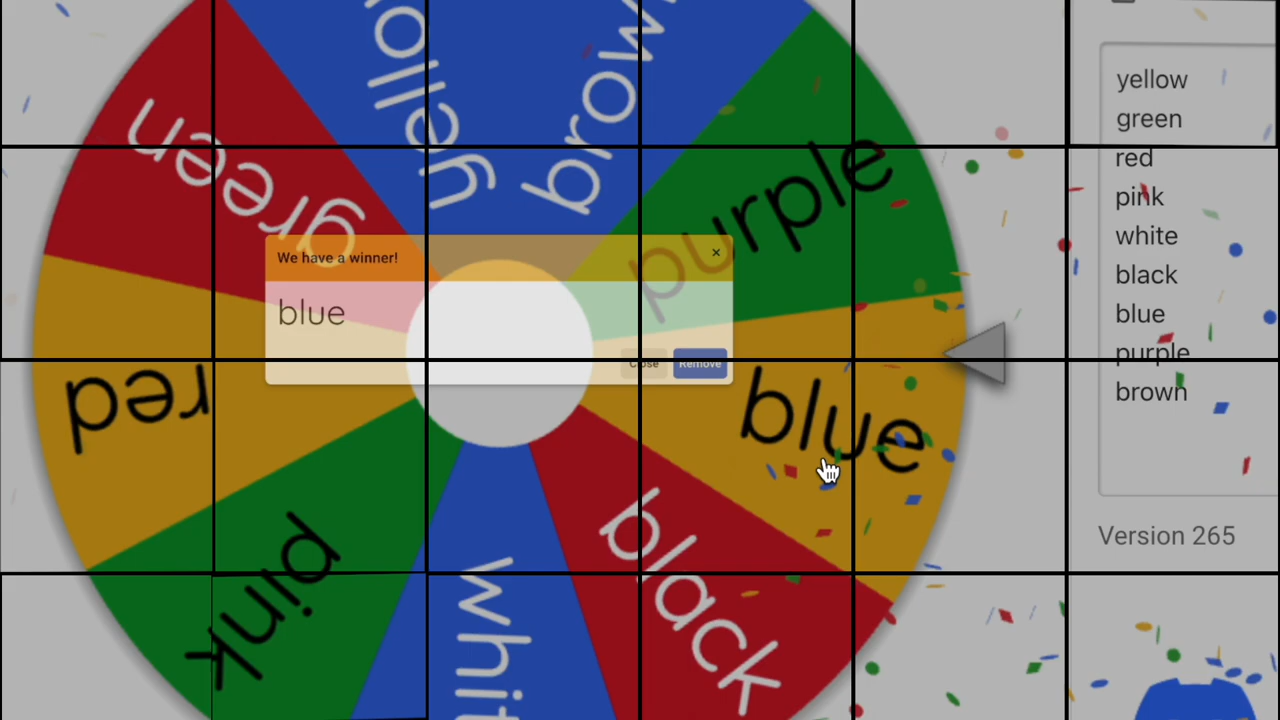 yellow
brown
green
purple
We have a winner!
×
blue
Close
Remove
red
blue
pink
black
whit
yellow
green
red
pink
white
black
blue
purple
brown
Version 265